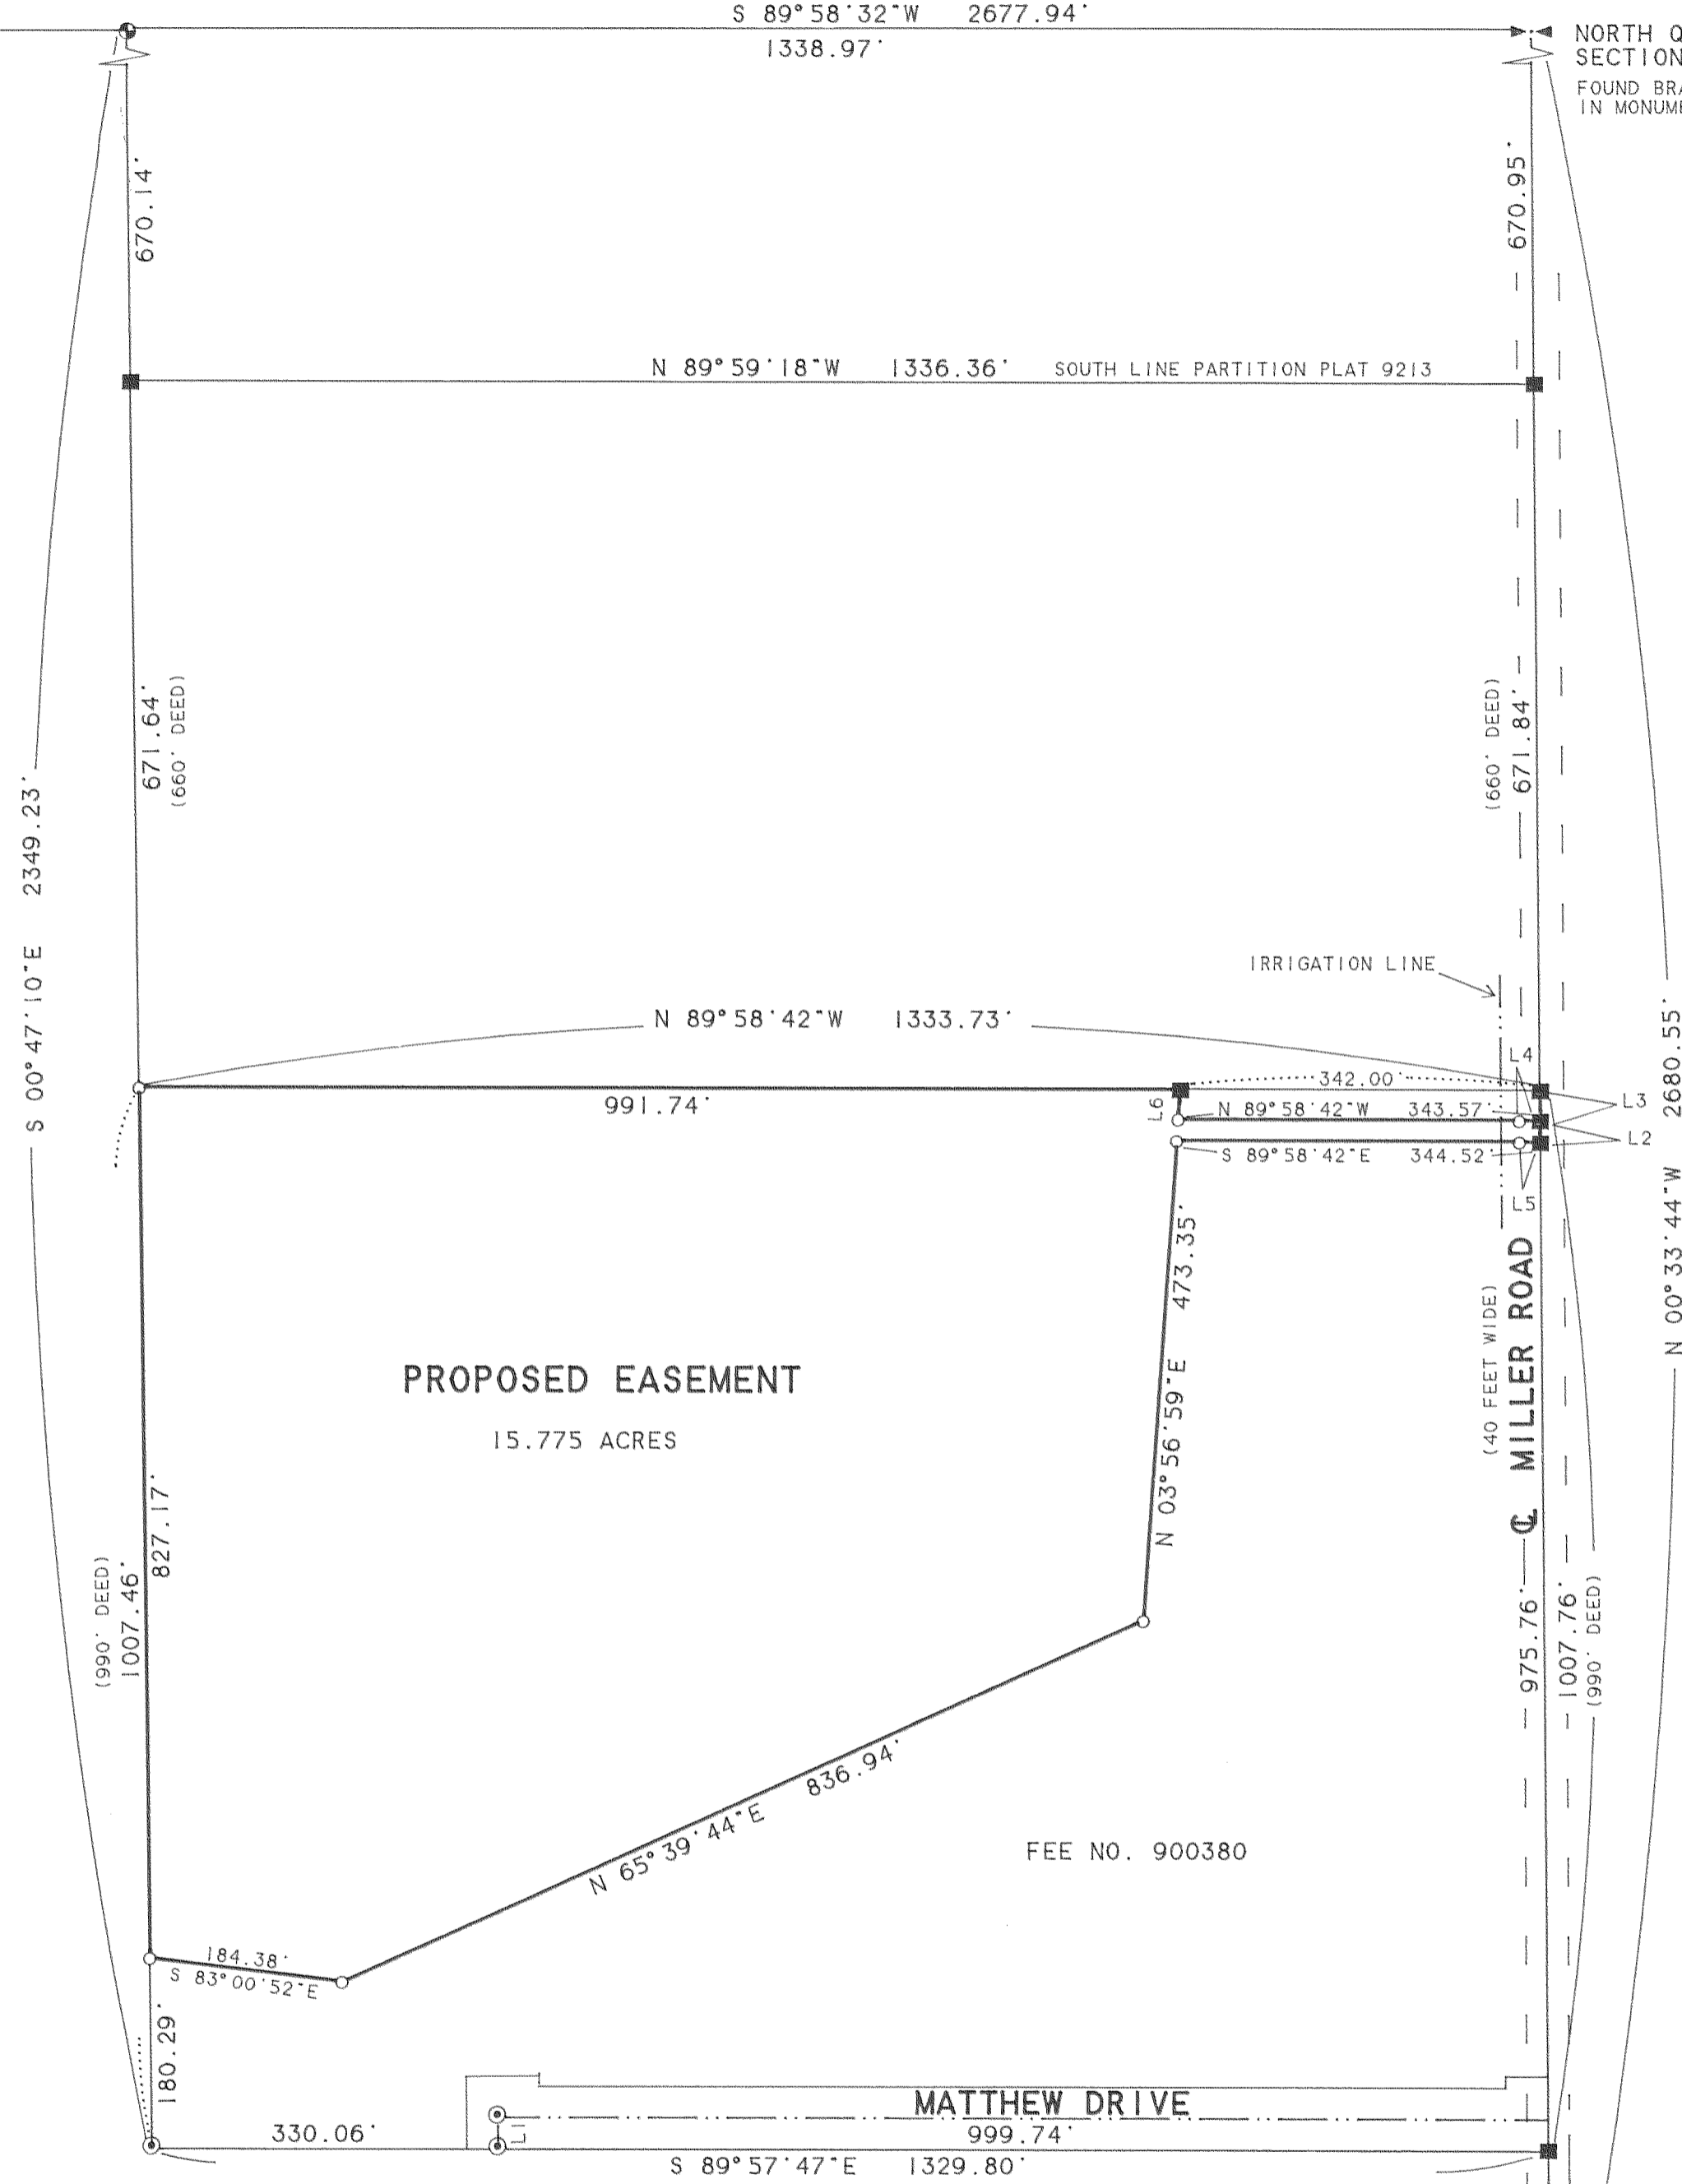 S 89°58'32"W 2677.94'
1338.97'
NORTH Q
SECTION
FOUND BRA
IN MONUME
670.14'
670.95'
N 89°59'18"W 1336.36' SOUTH LINE PARTITION PLAT 9213
671.64'
(660' DEED)
(660' DEED)
671.84'
S 00°47'10"E 2349.23'
IRRIGATION LINE
N 89°58'42"W 1333.73'
N 00°33'44"W 2680.55'
L4
342.00'
991.74'
L6
N 89°58'42"W 343.57'
L3
L2
S 89°58'42"E 344.52'
L5
N 03°56'59"E 473.35'
(40 FEET WIDE)
℄ MILLER ROAD
PROPOSED EASEMENT
15.775 ACRES
827.17'
(990' DEED)
1007.46'
975.76'
1007.76'
(990' DEED)
N 65°39'44"E 836.94'
FEE NO. 900380
184.38'
S 83°00'52"E
180.29'
MATTHEW DRIVE
L1
330.06'
999.74'
S 89°57'47"E 1329.80'